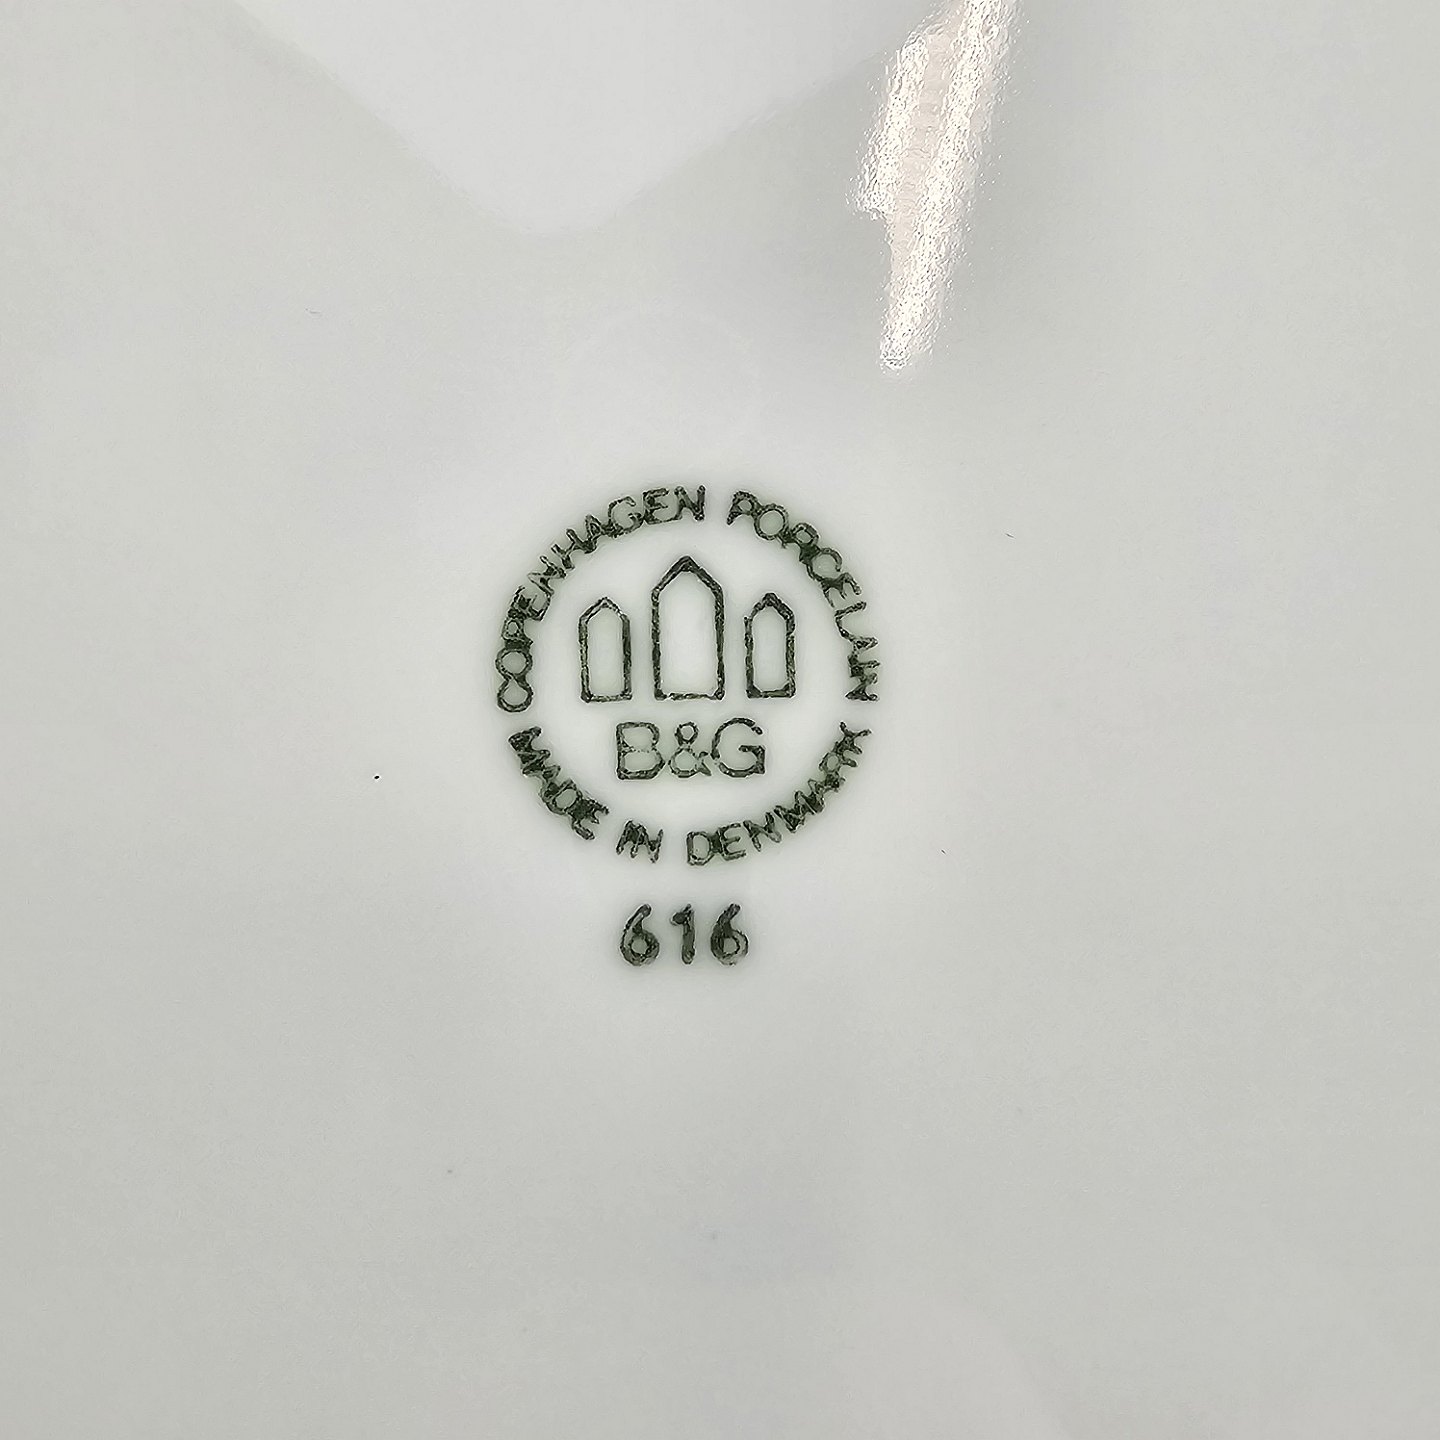 COPENHAGEN PORCELAIN
B&G
MADE IN DENMARK
616